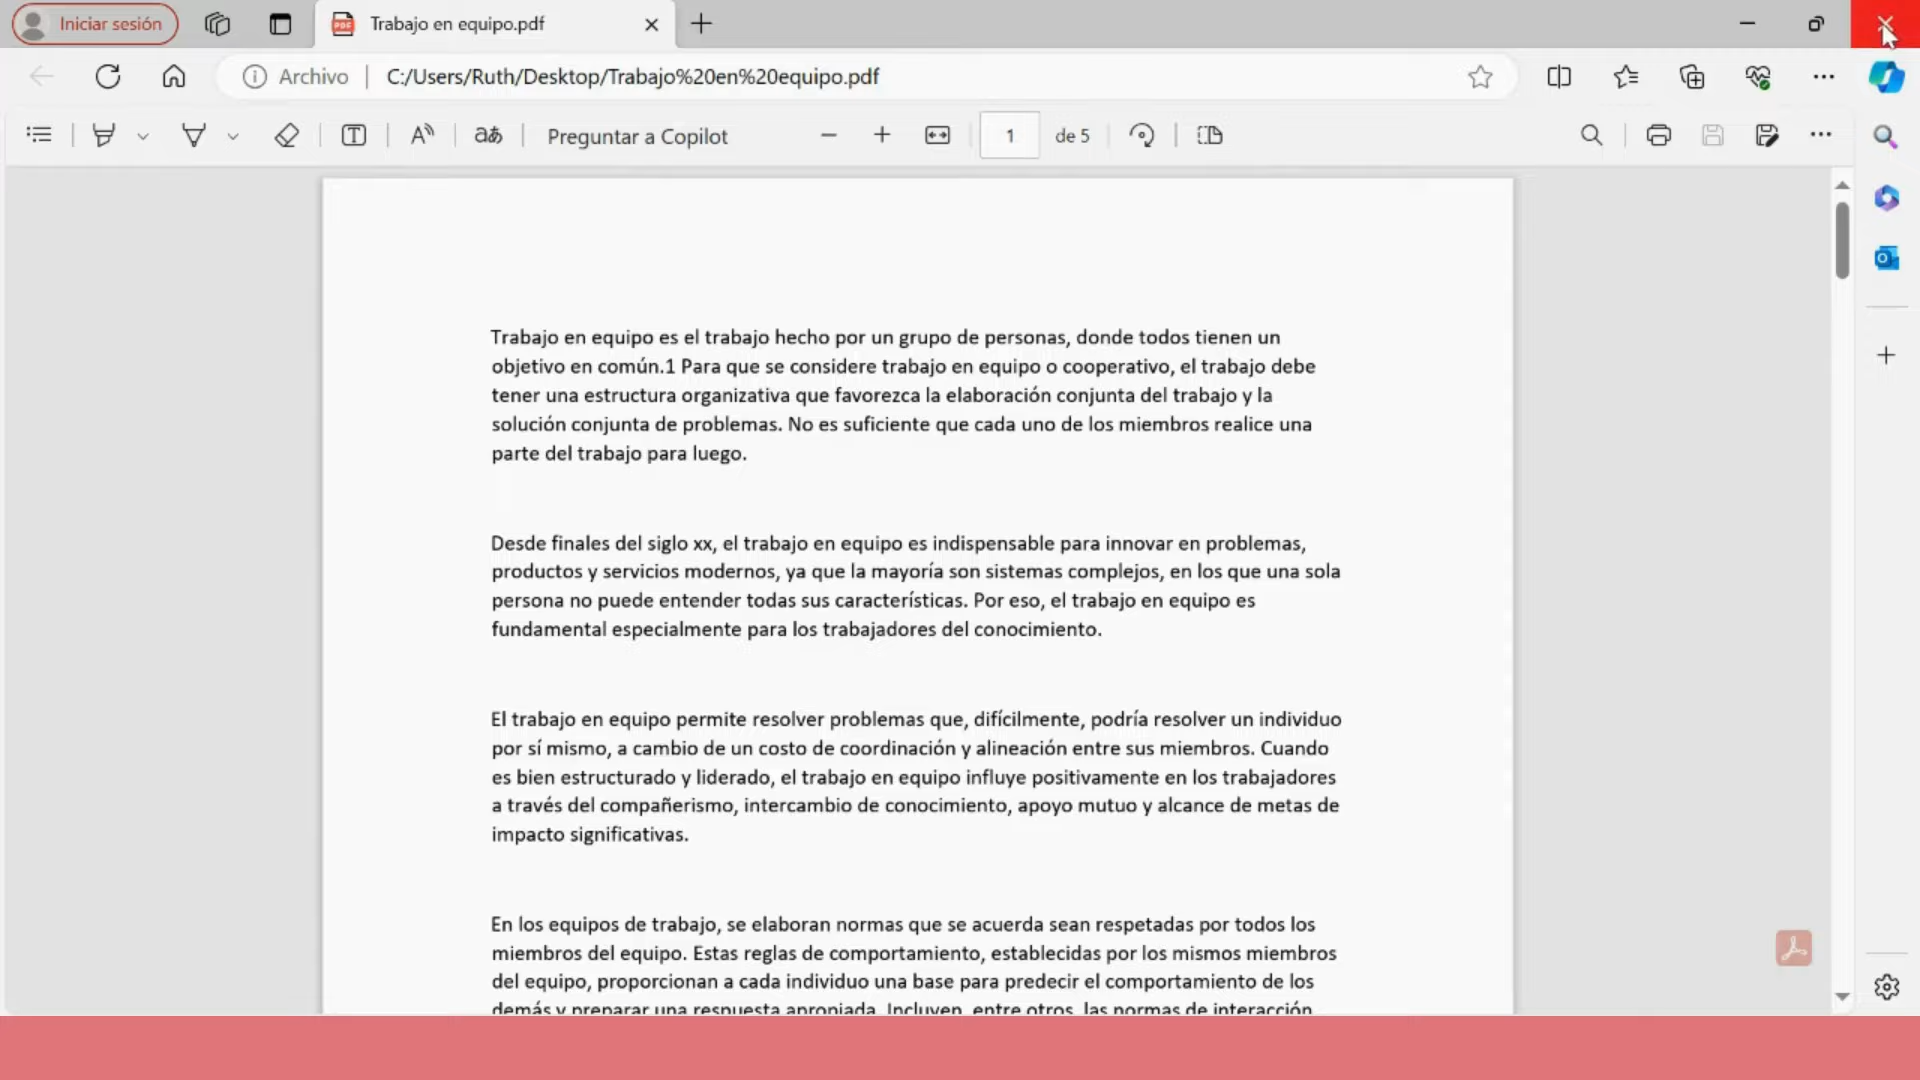 Iniciar sesión
Trabajo en equipo.pdf
Archivo
C:/Users/Ruth/Desktop/Trabajo%20en%20equipo.pdf
Preguntar a Copilot
1
de 5
Trabajo en equipo es el trabajo hecho por un grupo de personas, donde todos tienen un
objetivo en común.1 Para que se considere trabajo en equipo o cooperativo, el trabajo debe
tener una estructura organizativa que favorezca la elaboración conjunta del trabajo y la
solución conjunta de problemas. No es suficiente que cada uno de los miembros realice una
parte del trabajo para luego.
Desde finales del siglo xx, el trabajo en equipo es indispensable para innovar en problemas,
productos y servicios modernos, ya que la mayoría son sistemas complejos, en los que una sola
persona no puede entender todas sus características. Por eso, el trabajo en equipo es
fundamental especialmente para los trabajadores del conocimiento.
El trabajo en equipo permite resolver problemas que, difícilmente, podría resolver un individuo
por sí mismo, a cambio de un costo de coordinación y alineación entre sus miembros. Cuando
es bien estructurado y liderado, el trabajo en equipo influye positivamente en los trabajadores
a través del compañerismo, intercambio de conocimiento, apoyo mutuo y alcance de metas de
impacto significativas.
En los equipos de trabajo, se elaboran normas que se acuerda sean respetadas por todos los
miembros del equipo. Estas reglas de comportamiento, establecidas por los mismos miembros
del equipo, proporcionan a cada individuo una base para predecir el comportamiento de los
demás y preparar una respuesta apropiada. Incluyen, entre otros, las normas de interacción